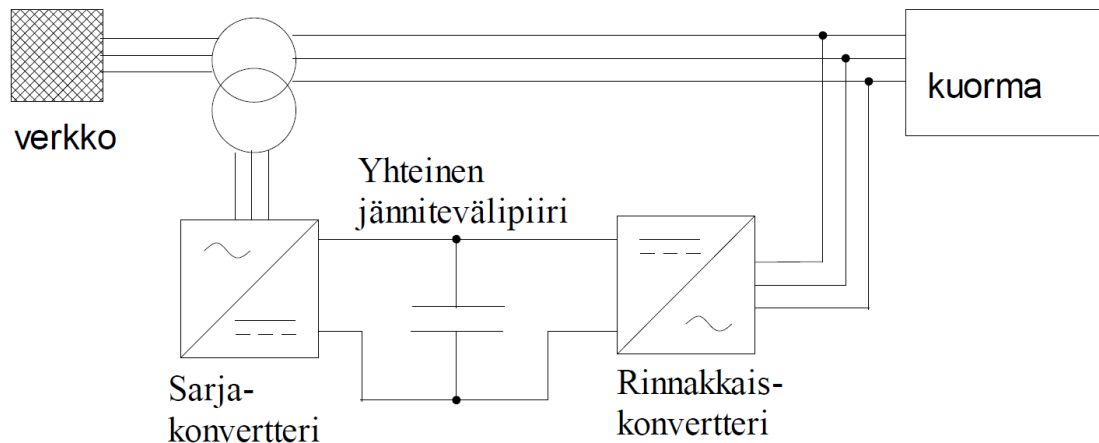 verkko
kuorma
Yhteinen
jännitevälipiiri
Sarja-
konvertteri
Rinnakkais-
konvertteri